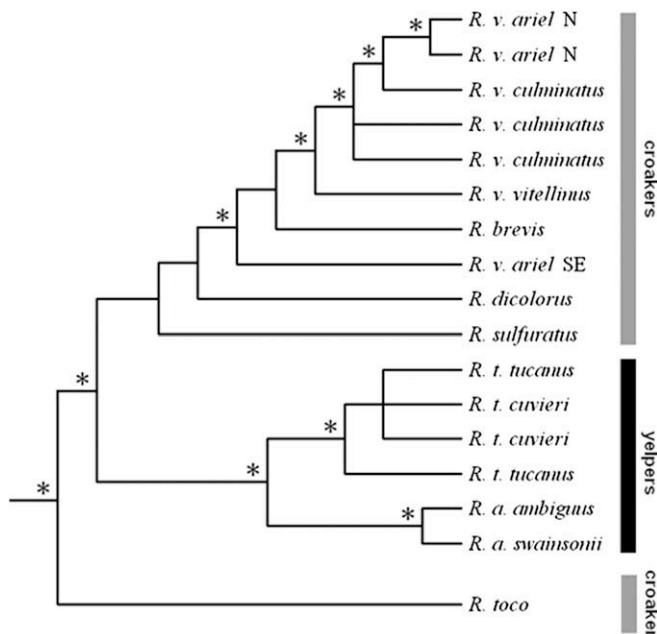 R. v. ariel N
R. v. ariel N
R. v. culminatus
R. v. culminatus
R. v. culminatus
R. v. vitellinus
R. brevis
R. v. ariel SE
R. dicolorus
R. sulfuratus
croakers
R. t. tucanus
R. t. cuvieri
R. t. cuvieri
R. t. tucanus
R. a. ambiguus
R. a. swainsonii
yelpers
R. toco
croaker
*
*
*
*
*
*
*
*
*
*